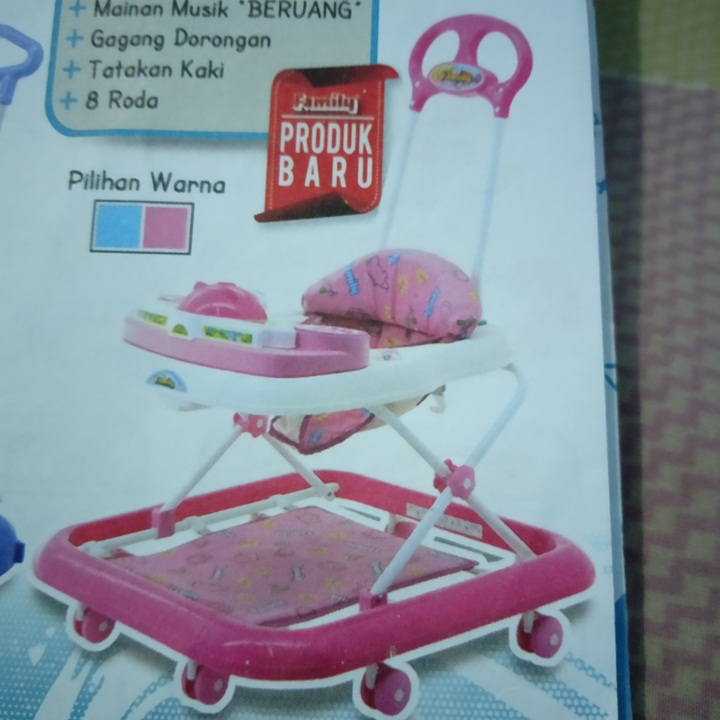 + Mainan Musik "BERUANG"
+ Gagang Dorongan
+ Tatakan Kaki
+ 8 Roda
Family
PRODUK
BARU
Pilihan Warna